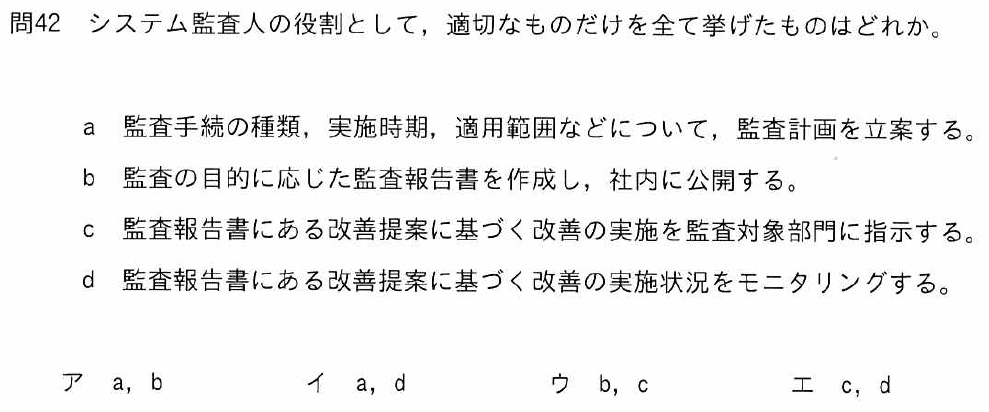 問42 システム監査人の役割として，適切なものだけを全て挙げたものはどれか。
a 監査手続の種類，実施時期，適用範囲などについて，監査計画を立案する。
b 監査の目的に応じた監査報告書を作成し，社内に公開する。
c 監査報告書にある改善提案に基づく改善の実施を監査対象部門に指示する。
d 監査報告書にある改善提案に基づく改善の実施状況をモニタリングする。
ア a，b イ a，d ウ b，c エ c，d